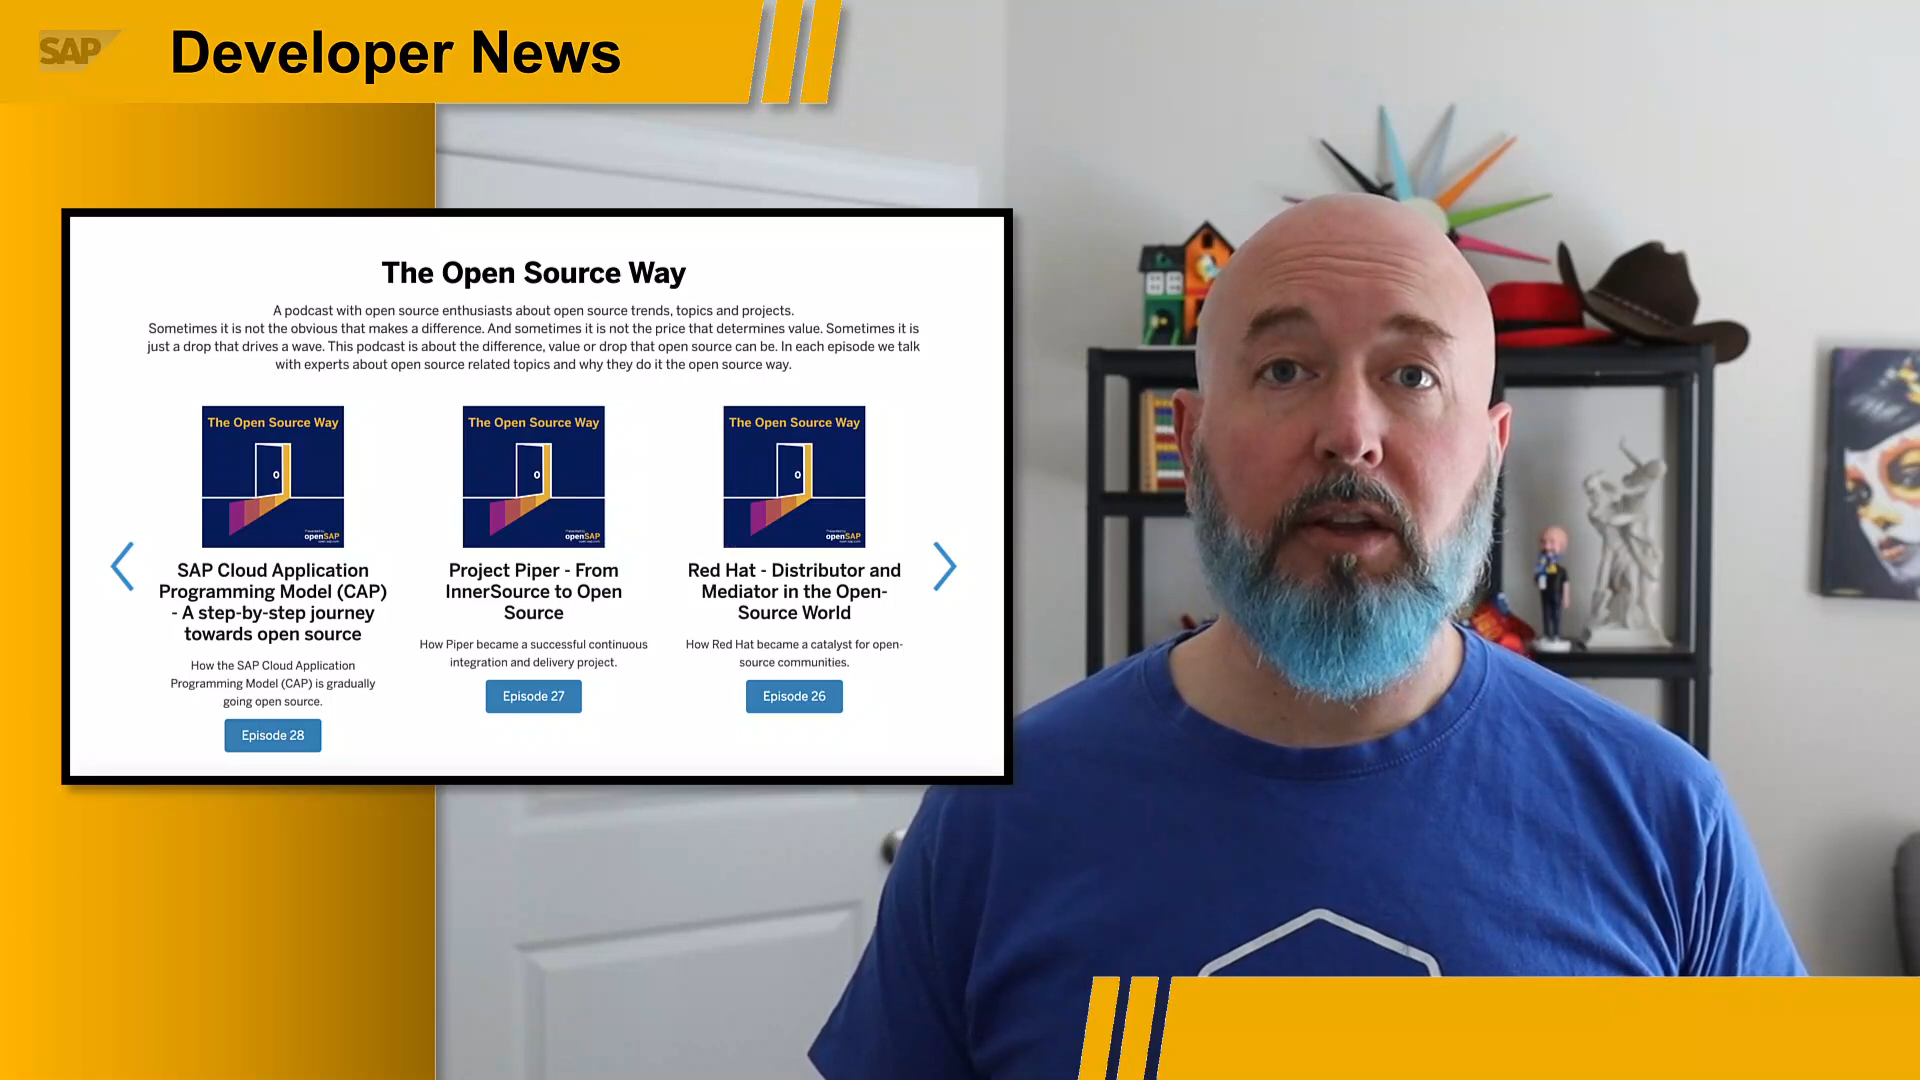 SAP
Developer News
The Open Source Way
A podcast with open source enthusiasts about open source trends, topics and projects.
Sometimes it is not the obvious that makes a difference. And sometimes it is not the price that determines value. Sometimes it is
just a drop that drives a wave. This podcast is about the difference, value or drop that open source can be. In each episode we talk
with experts about open source related topics and why they do it the open source way.
The Open Source Way
openSAP
SAP Cloud Application
Programming Model (CAP)
- A step-by-step journey
towards open source
How the SAP Cloud Application
Programming Model (CAP) is gradually
going open source.
Episode 28
The Open Source Way
openSAP
Project Piper - From
InnerSource to Open
Source
How Piper became a successful continuous
integration and delivery project.
Episode 27
The Open Source Way
openSAP
Red Hat - Distributor and
Mediator in the Open-
Source World
How Red Hat became a catalyst for open-
source communities.
Episode 26